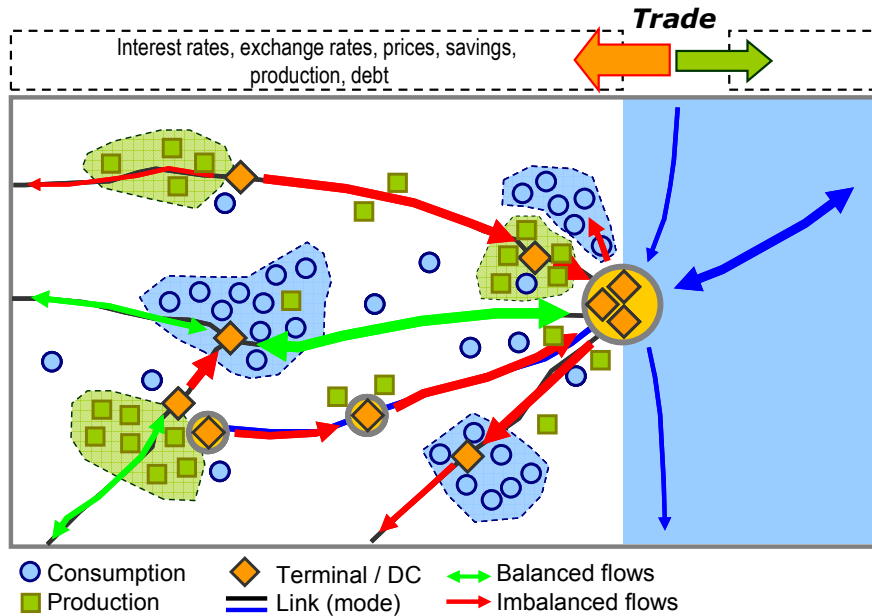 Trade
Interest rates, exchange rates, prices, savings,
production, debt
Consumption
Terminal / DC
Balanced flows
Production
Link (mode)
Imbalanced flows